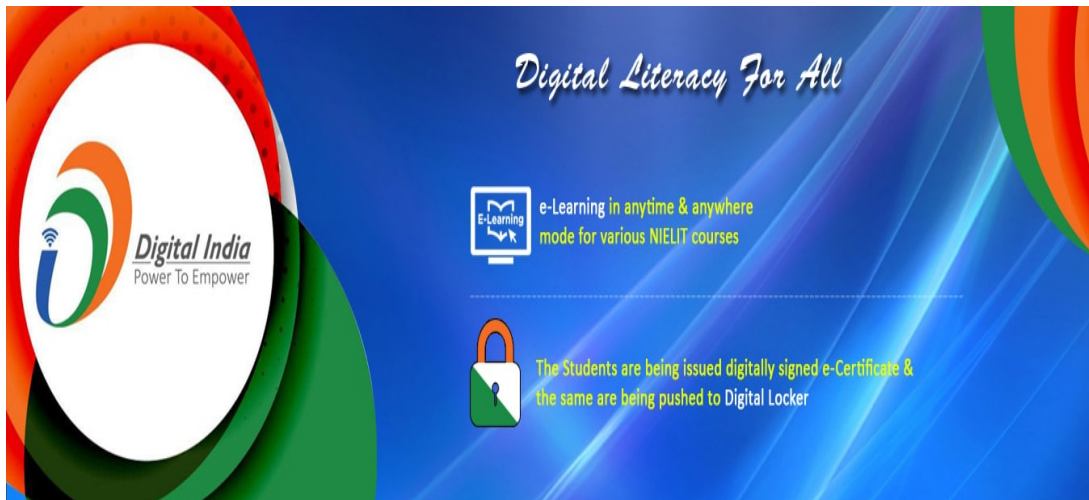 Digital Literacy For All
Digital India
Power To Empower
E-Learning
e-Learning in anytime & anywhere
mode for various NIELIT courses
The Students are being issued digitally signed e-Certificate &
the same are being pushed to Digital Locker